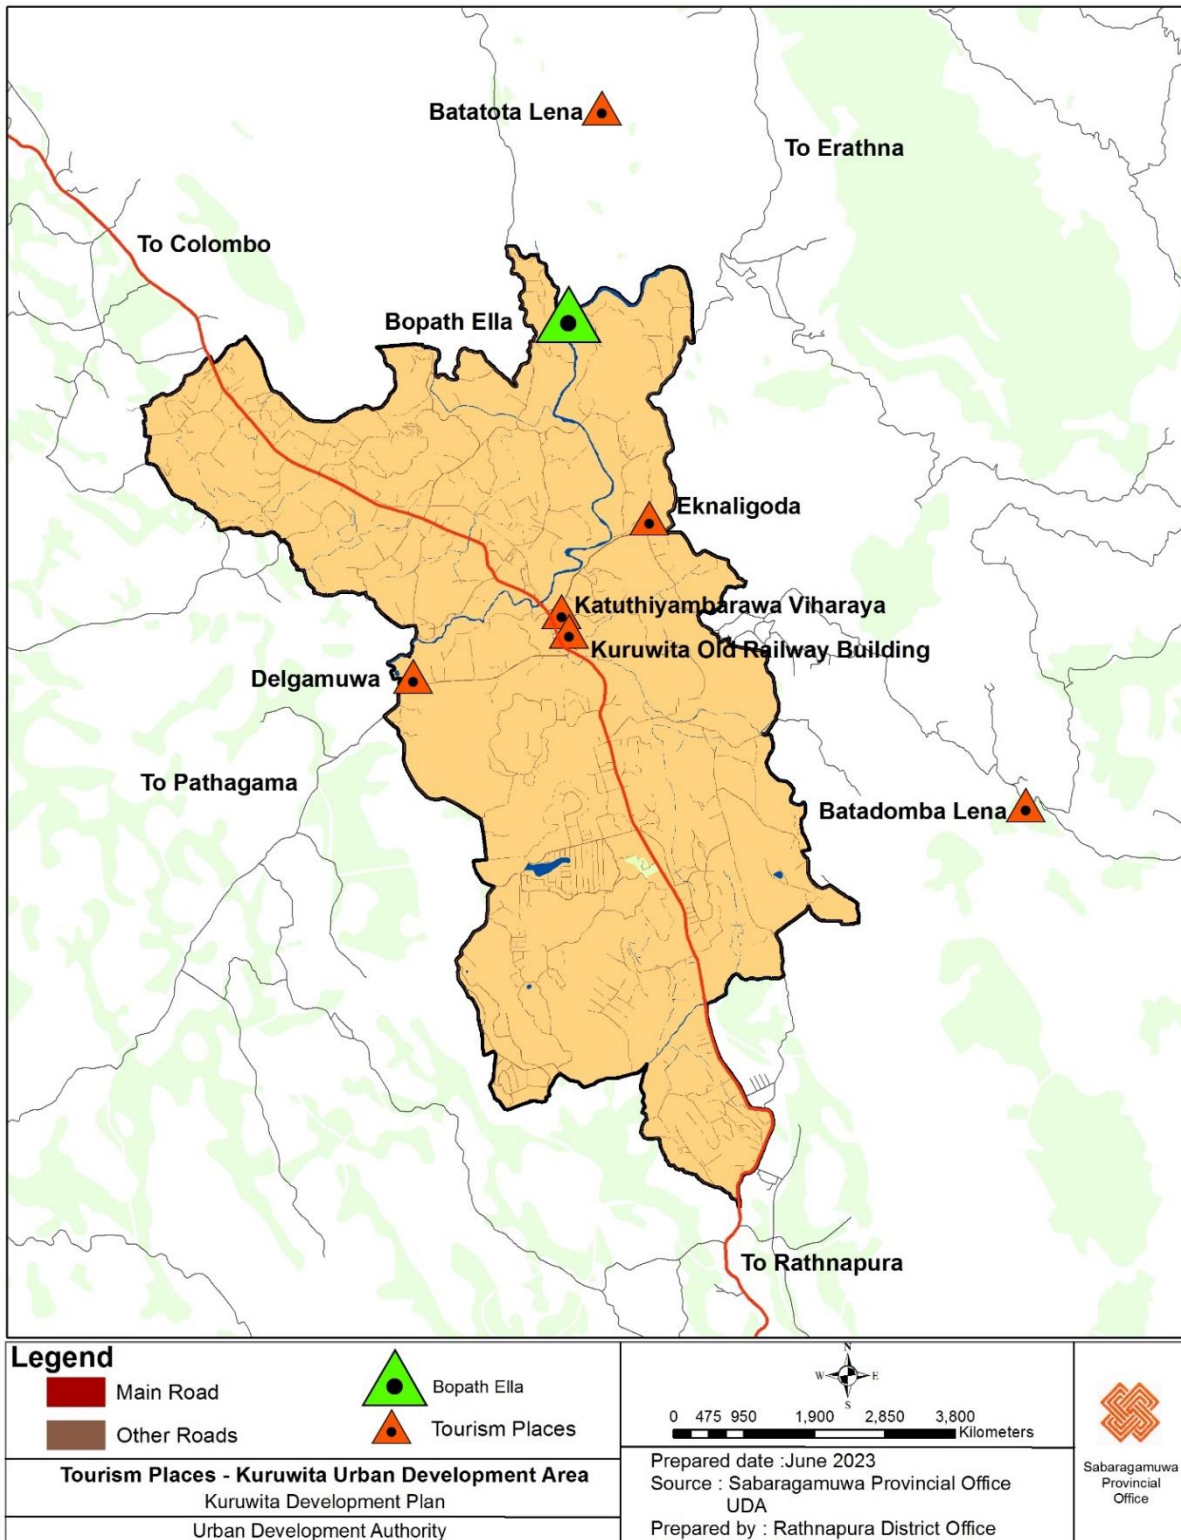 Batatota Lena
To Erathna
To Colombo
Bopath Ella
Eknaligoda
Katuthiyambarawa Viharaya
Kuruwita Old Railway Building
Delgamuwa
To Pathagama
Batadomba Lena
To Rathnapura
Legend
Main Road
Other Roads
Bopath Ella
Tourism Places
Tourism Places - Kuruwita Urban Development Area
Kuruwita Development Plan
Urban Development Authority
N
W E
S
0 475 950 1,900 2,850 3,800
Kilometers
Prepared date :June 2023
Source : Sabaragamuwa Provincial Office
UDA
Prepared by : Rathnapura District Office
Sabaragamuwa
Provincial
Office